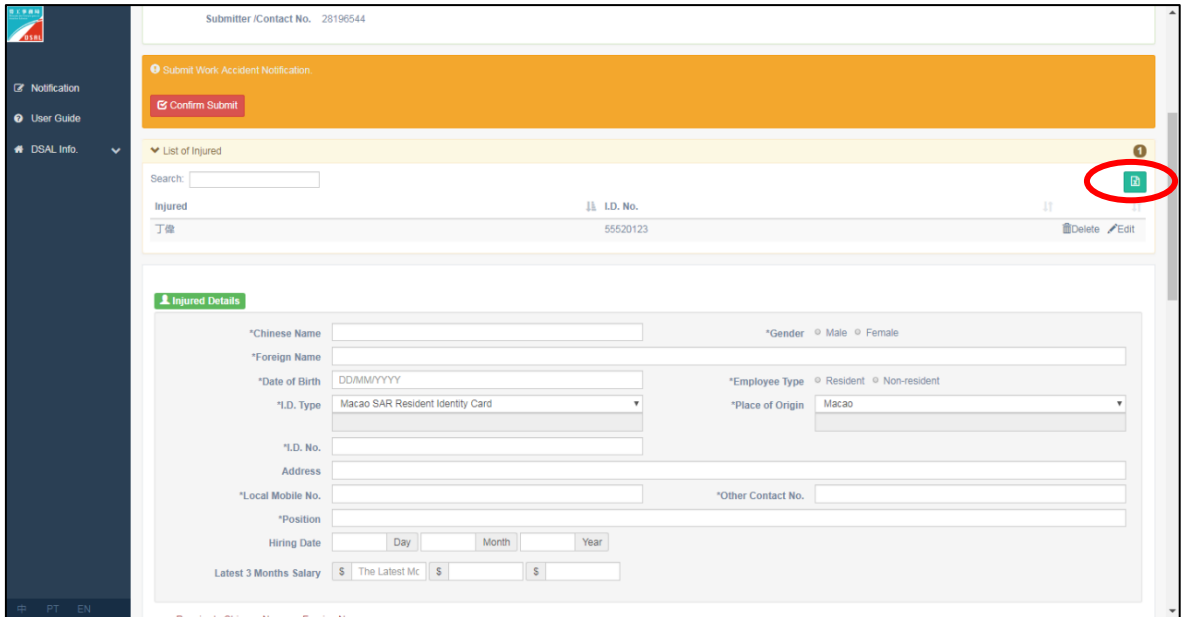 DSAL
Submitter /Contact No. 28196544
Submit Work Accident Notification.
Notification
Confirm Submit
User Guide
DSAL Info.
List of Injured
1
Search:
Injured I.D. No.
丁偉 55520123 Delete Edit
Injured Details
*Chinese Name *Gender Male Female
*Foreign Name
*Date of Birth DD/MM/YYYY *Employee Type Resident Non-resident
*I.D. Type Macao SAR Resident Identity Card *Place of Origin Macao
*I.D. No.
Address
*Local Mobile No. *Other Contact No.
*Position
Hiring Date Day Month Year
Latest 3 Months Salary $ The Latest Mo $ $
中 PT EN